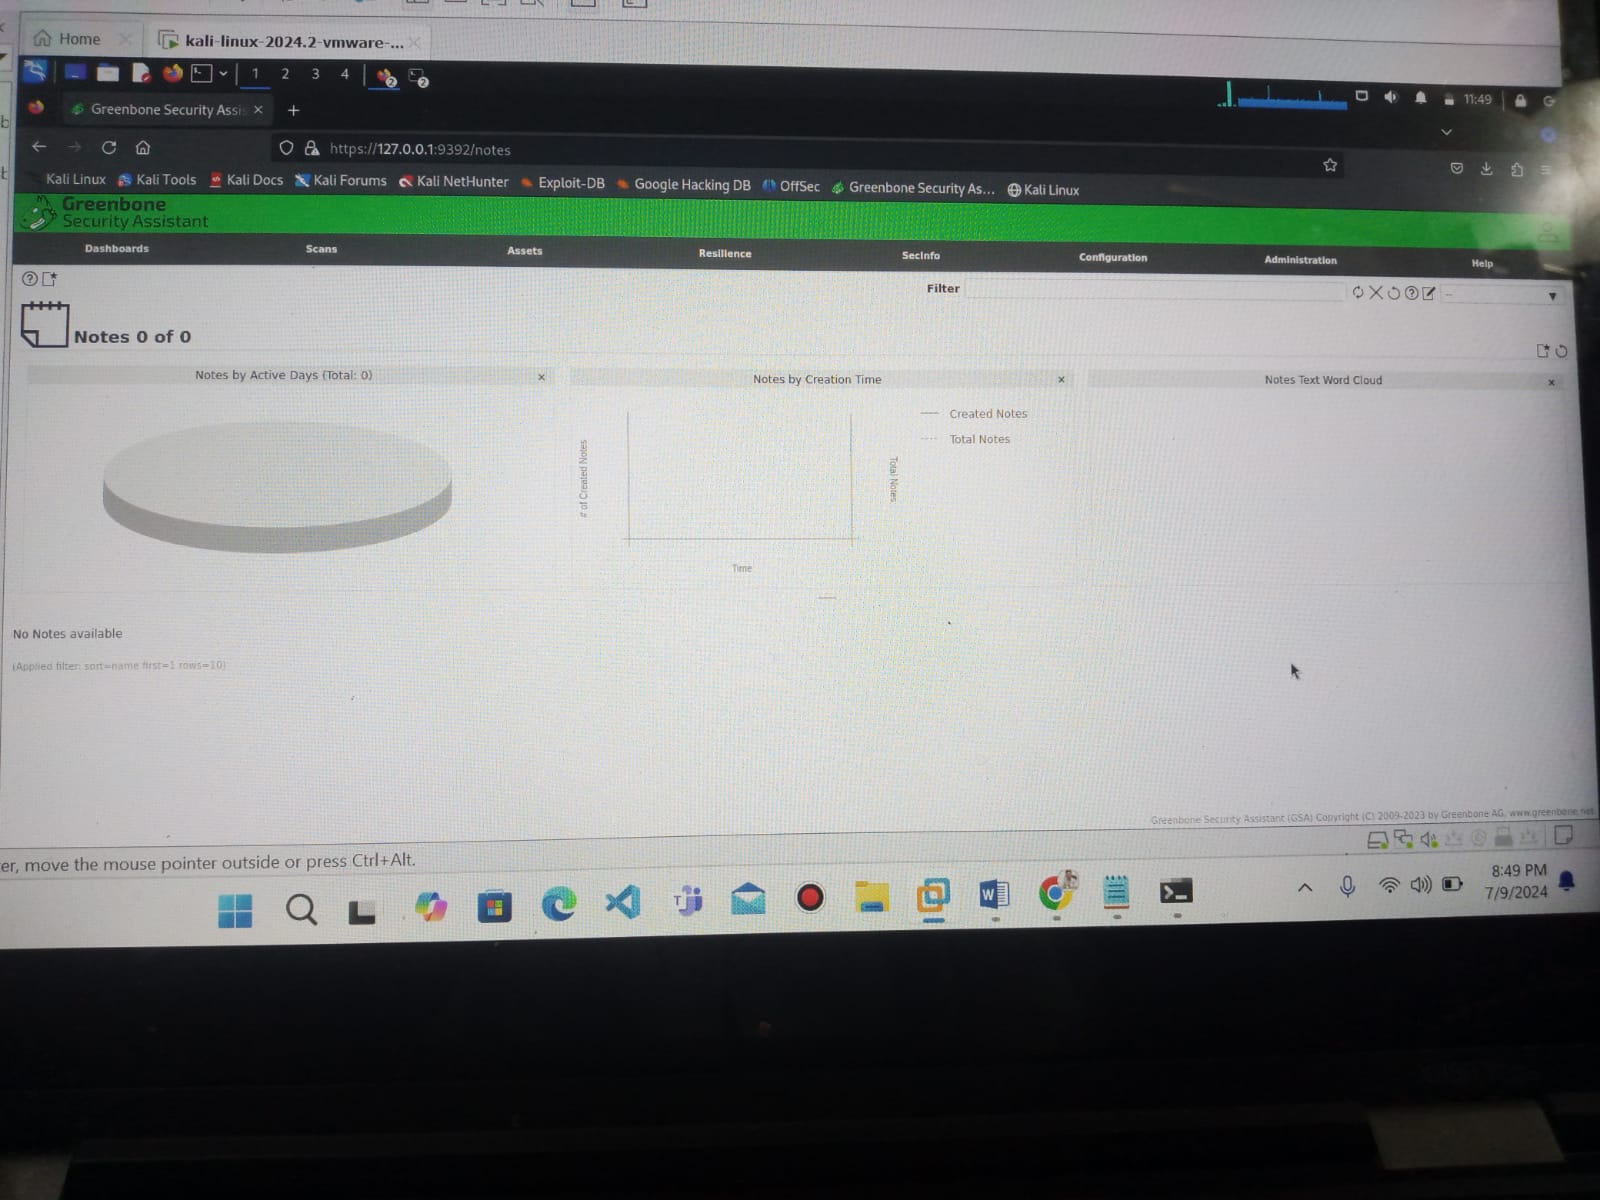 Home
kali-linux-2024.2-vmware-...
1 2 3 4
2
2
11:49
Greenbone Security Assis
https://127.0.0.1:9392/notes
Kali Linux
Kali Tools
Kali Docs
Kali Forums
Kali NetHunter
Exploit-DB
Google Hacking DB
OffSec
Greenbone Security As...
Kali Linux
Greenbone
Security Assistant
Dashboards
Scans
Assets
Resilience
SecInfo
Configuration
Administration
Help
Filter
--
Notes 0 of 0
Notes by Active Days (Total: 0)
Notes by Creation Time
Notes Text Word Cloud
# of Created Notes
Total Notes
Created Notes
Total Notes
Time
No Notes available
(Applied filter: sort=name first=1 rows=10)
Greenbone Security Assistant (GSA) Copyright (C) 2009-2023 by Greenbone AG, www.greenbone.net
er, move the mouse pointer outside or press Ctrl+Alt.
8:49 PM
7/9/2024